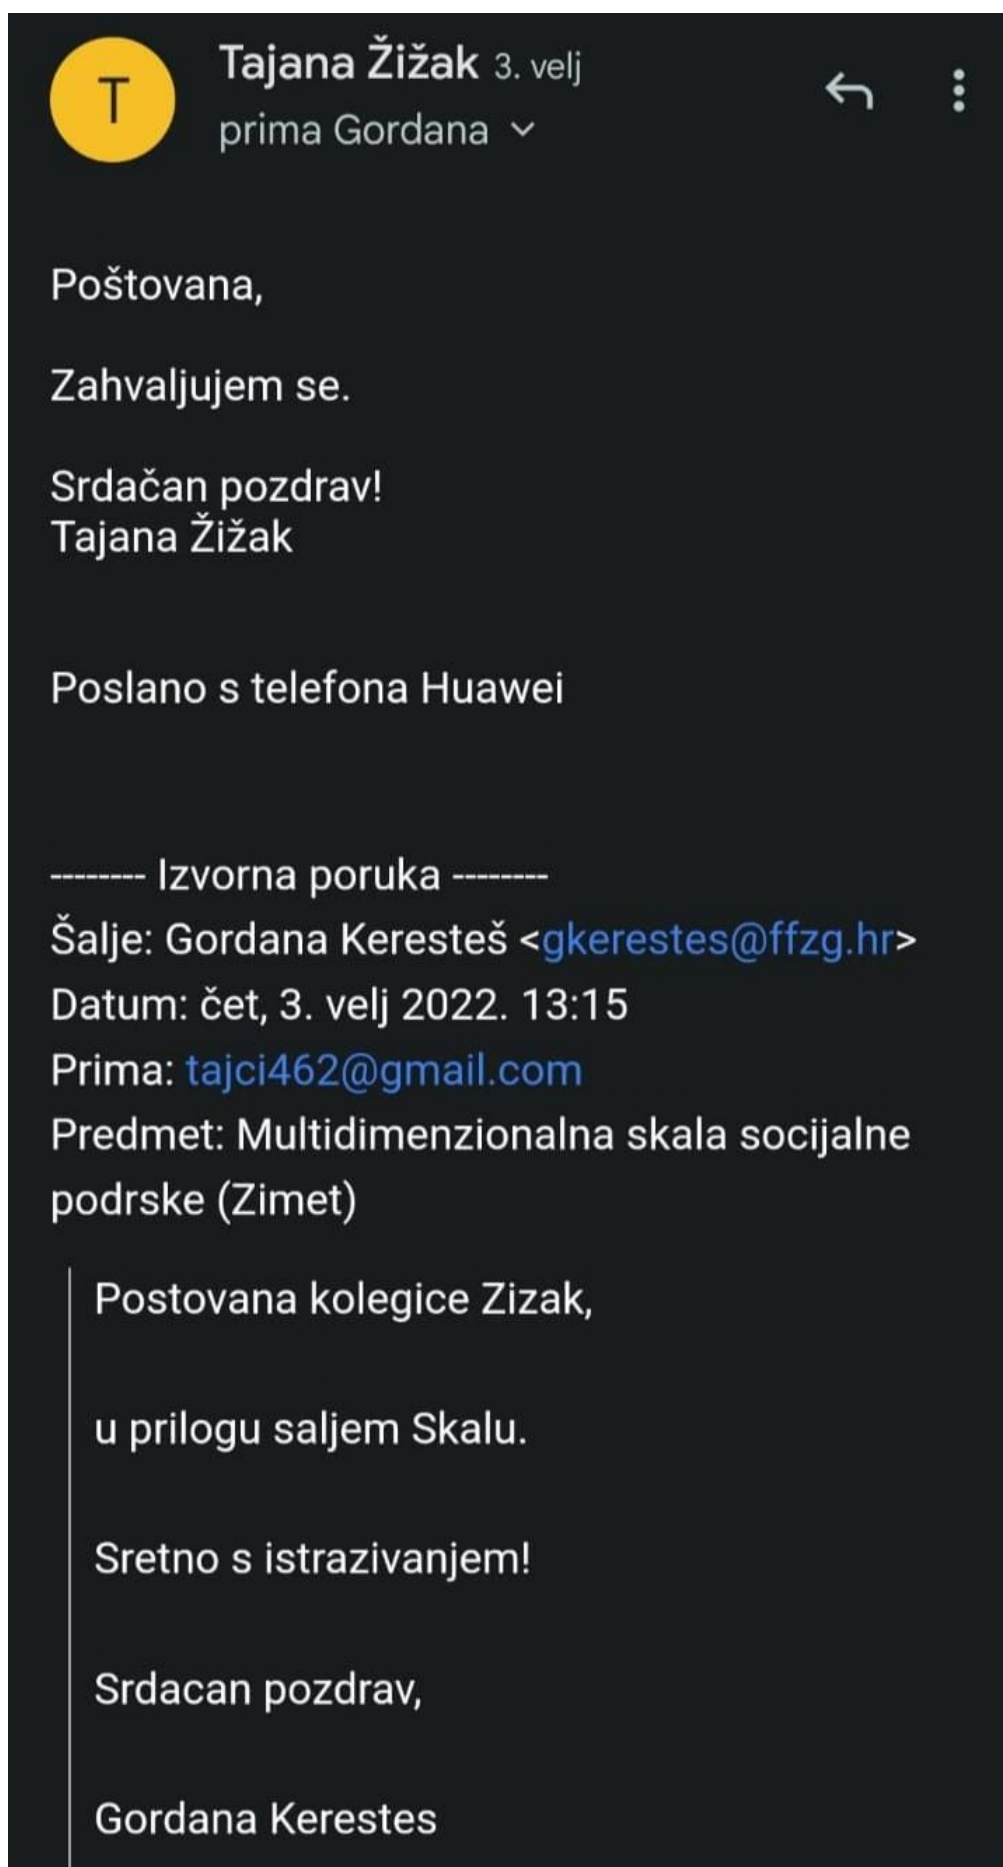 T
Tajana Žižak 3. velj
prima Gordana
Poštovana,
Zahvaljujem se.
Srdačan pozdrav!
Tajana Žižak
Poslano s telefona Huawei
-------- Izvorna poruka --------
Šalje: Gordana Keresteš <gkerestes@ffzg.hr>
Datum: čet, 3. velj 2022. 13:15
Prima: tajci462@gmail.com
Predmet: Multidimenzionalna skala socijalne
podrske (Zimet)
Postovana kolegice Zizak,
u prilogu saljem Skalu.
Sretno s istrazivanjem!
Srdacan pozdrav,
Gordana Kerestes